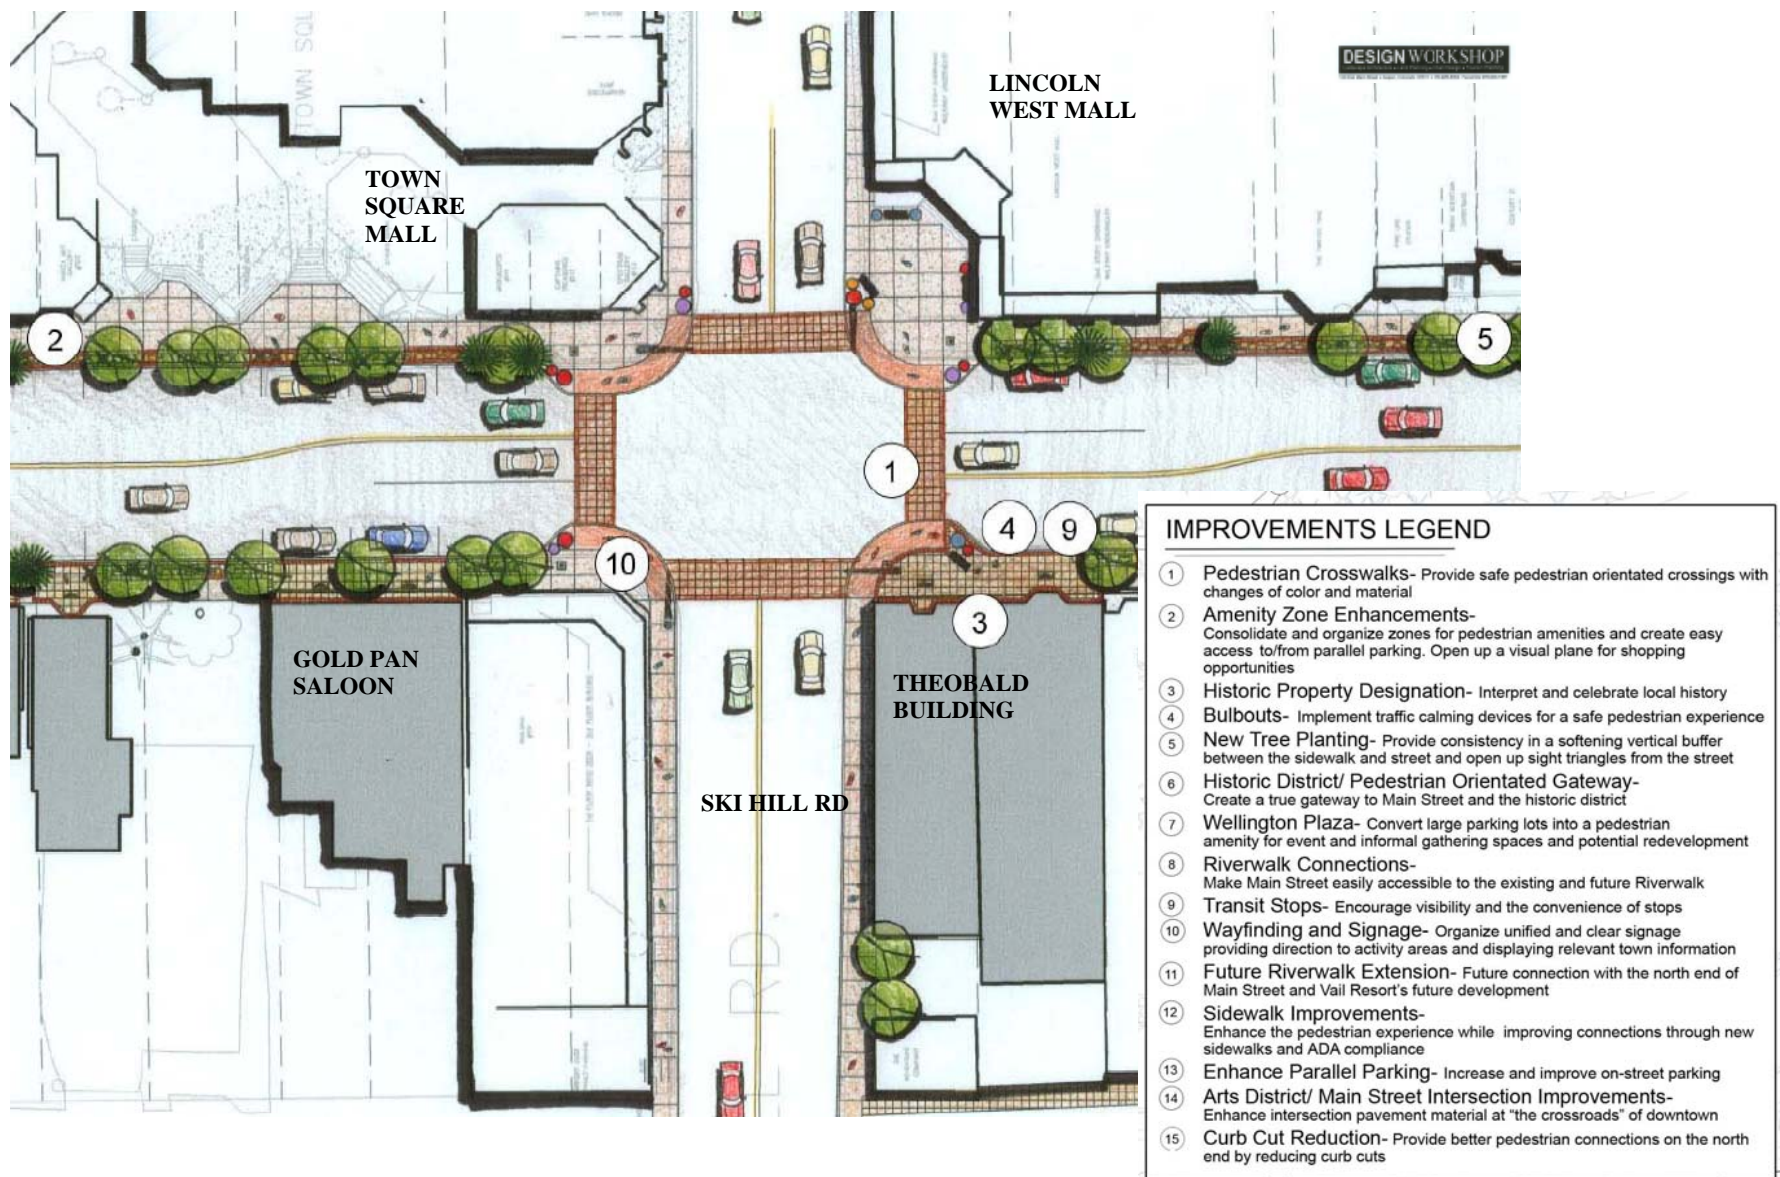 TOWN SQU
LINCOLN
WEST MALL
DESIGN WORKSHOP
TOWN
SQUARE
MALL
2
5
1
4
9
10
3
GOLD PAN
SALOON
THEOBALD
BUILDING
SKI HILL RD
RD
IMPROVEMENTS LEGEND
1 Pedestrian Crosswalks- Provide safe pedestrian orientated crossings with
changes of color and material
2 Amenity Zone Enhancements-
Consolidate and organize zones for pedestrian amenities and create easy
access to/from parallel parking. Open up a visual plane for shopping
opportunities
3 Historic Property Designation- Interpret and celebrate local history
4 Bulbouts- Implement traffic calming devices for a safe pedestrian experience
5 New Tree Planting- Provide consistency in a softening vertical buffer
between the sidewalk and street and open up sight triangles from the street
6 Historic District/ Pedestrian Orientated Gateway-
Create a true gateway to Main Street and the historic district
7 Wellington Plaza- Convert large parking lots into a pedestrian
amenity for event and informal gathering spaces and potential redevelopment
8 Riverwalk Connections-
Make Main Street easily accessible to the existing and future Riverwalk
9 Transit Stops- Encourage visibility and the convenience of stops
10 Wayfinding and Signage- Organize unified and clear signage
providing direction to activity areas and displaying relevant town information
11 Future Riverwalk Extension- Future connection with the north end of
Main Street and Vail Resort's future development
12 Sidewalk Improvements-
Enhance the pedestrian experience while improving connections through new
sidewalks and ADA compliance
13 Enhance Parallel Parking- Increase and improve on-street parking
14 Arts District/ Main Street Intersection Improvements-
Enhance intersection pavement material at "the crossroads" of downtown
15 Curb Cut Reduction- Provide better pedestrian connections on the north
end by reducing curb cuts